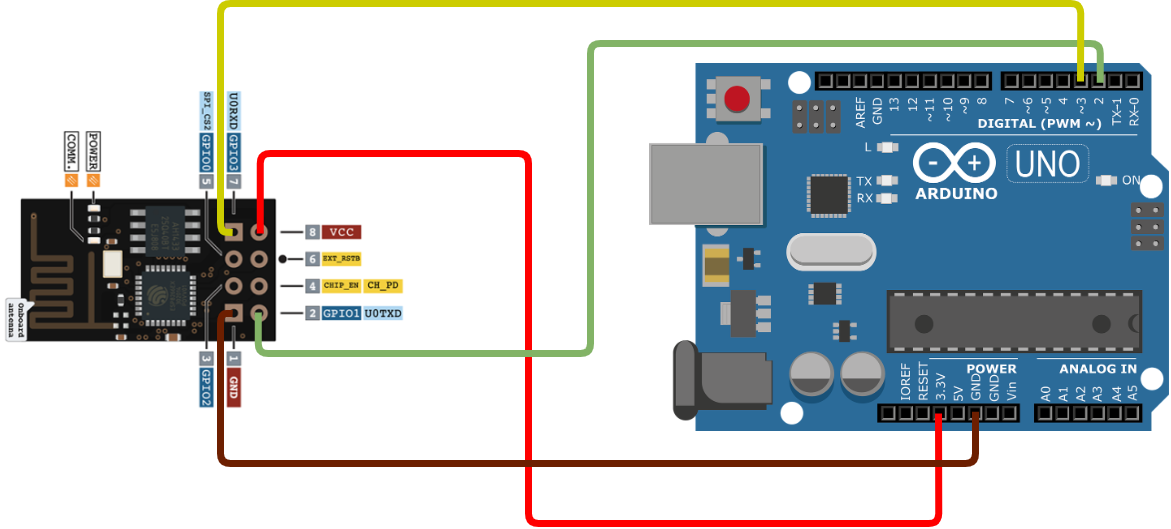 SPI_CS2
GPIO0
5
U0RXD
GPIO3
7
COMM.
POWER
8 VCC
6 EXT_RSTB
4 CHIP_EN CH_PD
2 GPIO1 U0TXD
Onboard
antenna
3
GPIO2
1
GND
AREF
GND
13
12
~11
~10
~9
8
7
~6
~5
4
~3
2
TX→1
RX←0
DIGITAL (PWM ~)
L
TX
RX
UNO
ARDUINO
ON
POWER
ANALOG IN
IOREF
RESET
3.3V
5V
GND
GND
Vin
A0
A1
A2
A3
A4
A5